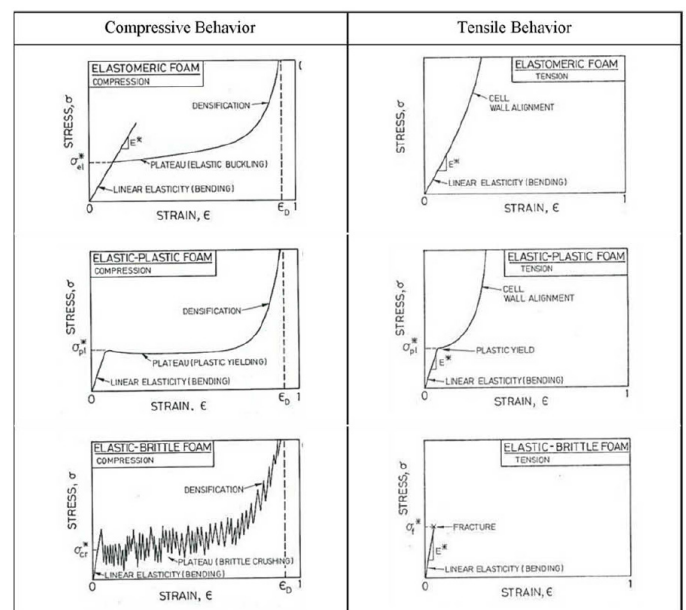 Compressive Behavior
Tensile Behavior
ELASTOMERIC FOAM
COMPRESSION
STRESS, σ
DENSIFICATION
E*
σ*el
PLATEAU (ELASTIC BUCKLING)
LINEAR ELASTICITY (BENDING)
0
STRAIN, ϵ
ϵD
1
ELASTOMERIC FOAM
TENSION
STRESS, σ
CELL
WALL ALIGNMENT
E*
LINEAR ELASTICITY (BENDING)
0
STRAIN, ϵ
1
ELASTIC-PLASTIC FOAM
COMPRESSION
STRESS, σ
DENSIFICATION
σ*pl
PLATEAU (PLASTIC YIELDING)
LINEAR ELASTICITY (BENDING)
0
STRAIN, ϵ
ϵD
1
ELASTIC-PLASTIC FOAM
TENSION
STRESS, σ
CELL
WALL ALIGNMENT
σ*pl
PLASTIC YIELD
E*
LINEAR ELASTICITY (BENDING)
0
STRAIN, ϵ
1
ELASTIC-BRITTLE FOAM
COMPRESSION
STRESS, σ
DENSIFICATION
σ*cr
PLATEAU (BRITTLE CRUSHING)
LINEAR ELASTICITY (BENDING)
0
STRAIN, ϵ
ϵD
1
ELASTIC-BRITTLE FOAM
TENSION
STRESS, σ
σ*f
FRACTURE
E*
LINEAR ELASTICITY (BENDING)
0
STRAIN, ϵ
1